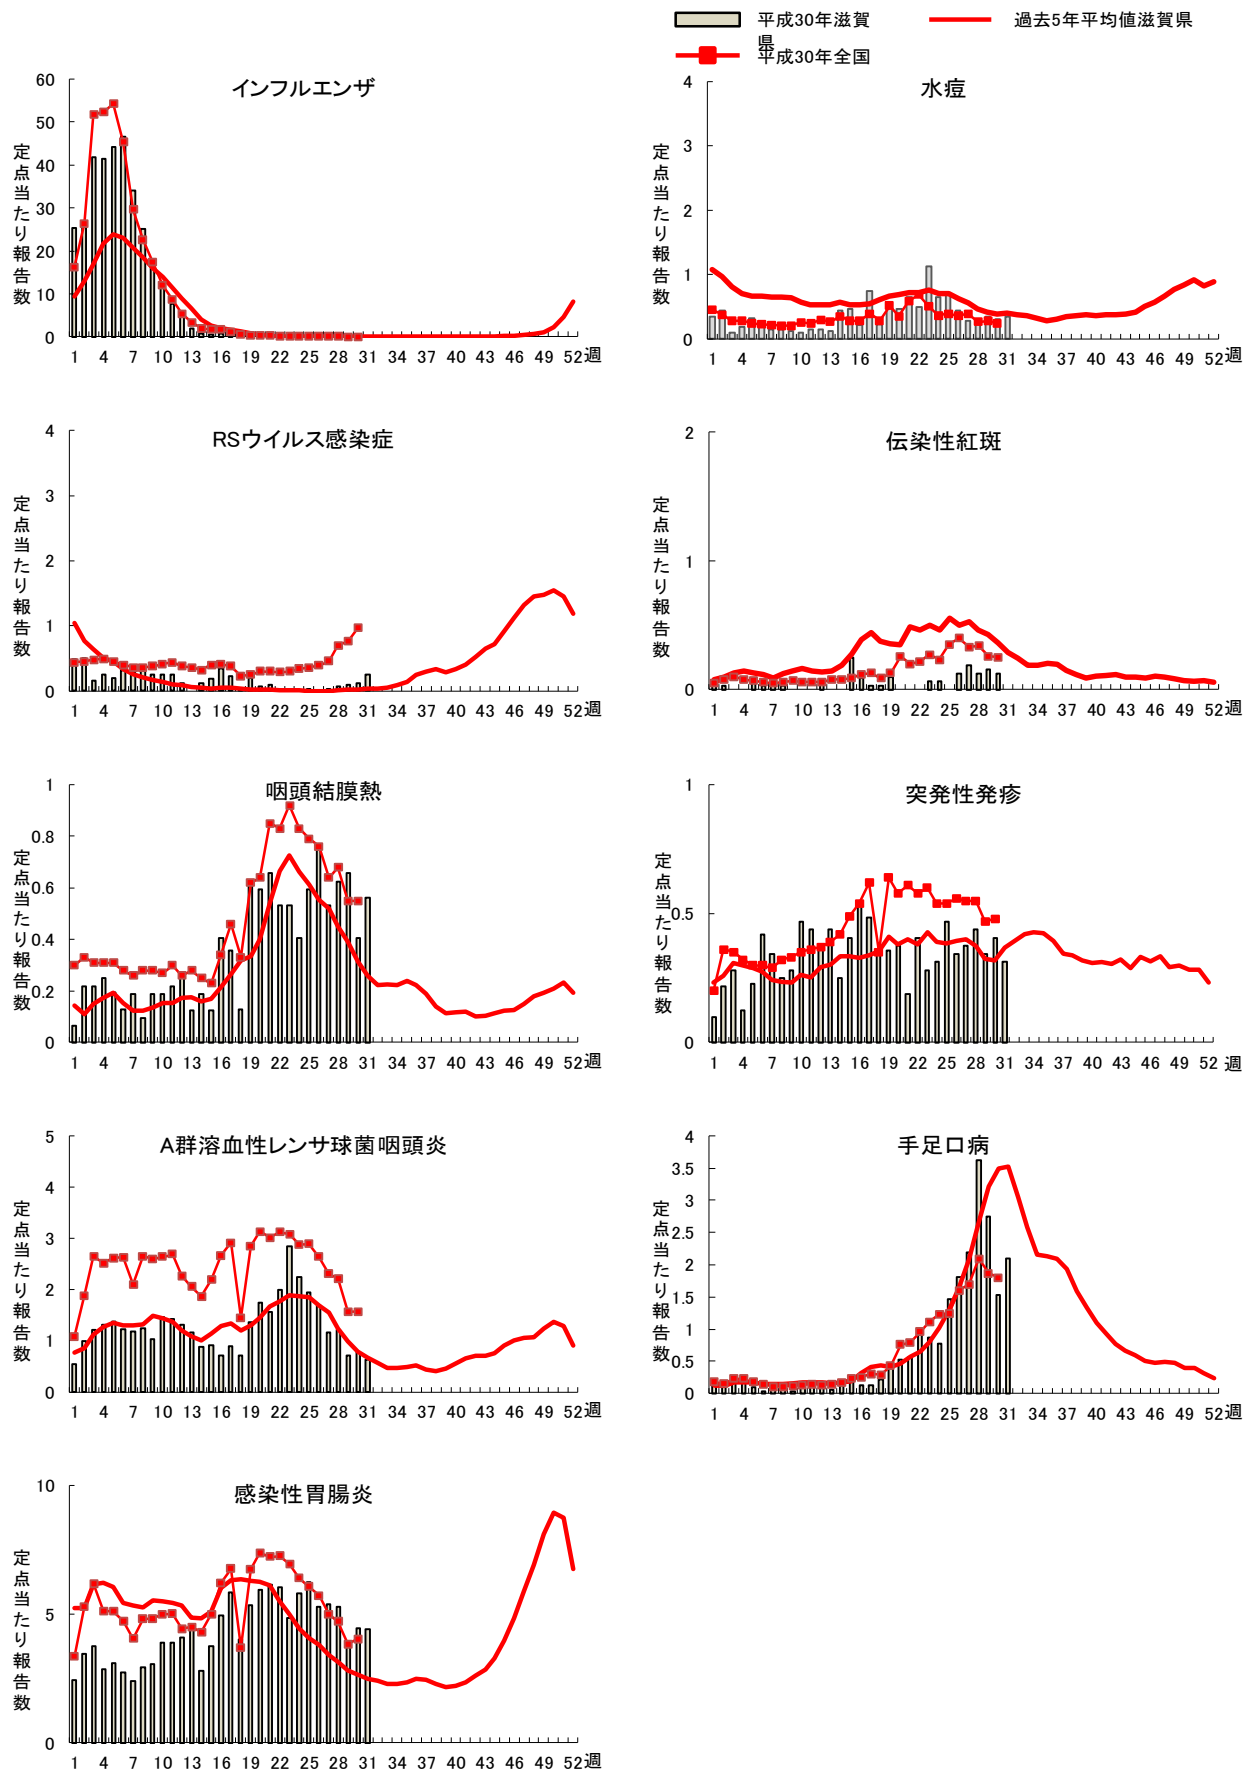 平成30年滋賀県
過去5年平均値滋賀県
平成30年全国
インフルエンザ
定点当たり報告数
60
50
40
30
20
10
0
1 4 7 10 13 16 19 22 25 28 31 34 37 40 43 46 49 52週
水痘
定点当たり報告数
4
3
2
1
0
1 4 7 10 13 16 19 22 25 28 31 34 37 40 43 46 49 52週
RSウイルス感染症
定点当たり報告数
4
3
2
1
0
1 4 7 10 13 16 19 22 25 28 31 34 37 40 43 46 49 52週
伝染性紅斑
定点当たり報告数
2
1
0
1 4 7 10 13 16 19 22 25 28 31 34 37 40 43 46 49 52週
咽頭結膜熱
定点当たり報告数
1
0.8
0.6
0.4
0.2
0
1 4 7 10 13 16 19 22 25 28 31 34 37 40 43 46 49 52週
突発性発疹
定点当たり報告数
1
0.5
0
1 4 7 10 13 16 19 22 25 28 31 34 37 40 43 46 49 52 週
A群溶血性レンサ球菌咽頭炎
定点当たり報告数
5
4
3
2
1
0
1 4 7 10 13 16 19 22 25 28 31 34 37 40 43 46 49 52週
手足口病
定点当たり報告数
4
3.5
3
2.5
2
1.5
1
0.5
0
1 4 7 10 13 16 19 22 25 28 31 34 37 40 43 46 49 52週
感染性胃腸炎
定点当たり報告数
10
5
0
1 4 7 10 13 16 19 22 25 28 31 34 37 40 43 46 49 52週